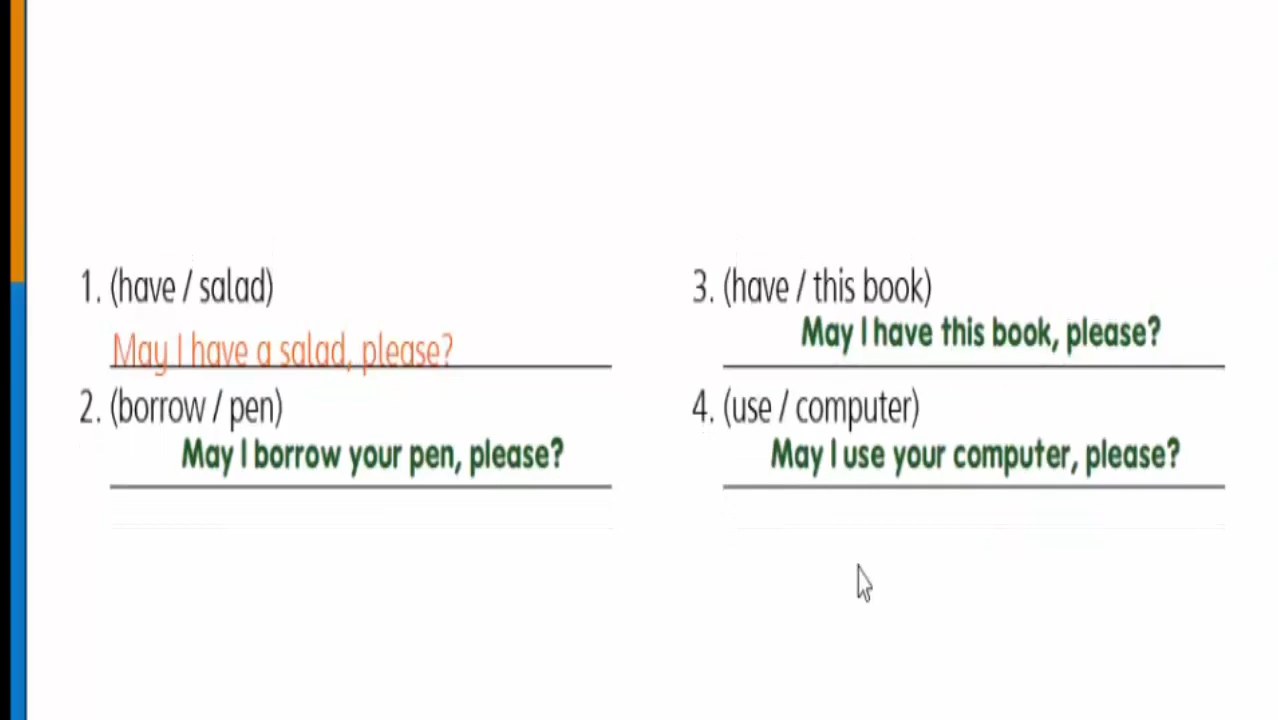 1. (have / salad)
May I have a salad, please?
2. (borrow / pen)
May I borrow your pen, please?
3. (have / this book)
May I have this book, please?
4. (use / computer)
May I use your computer, please?